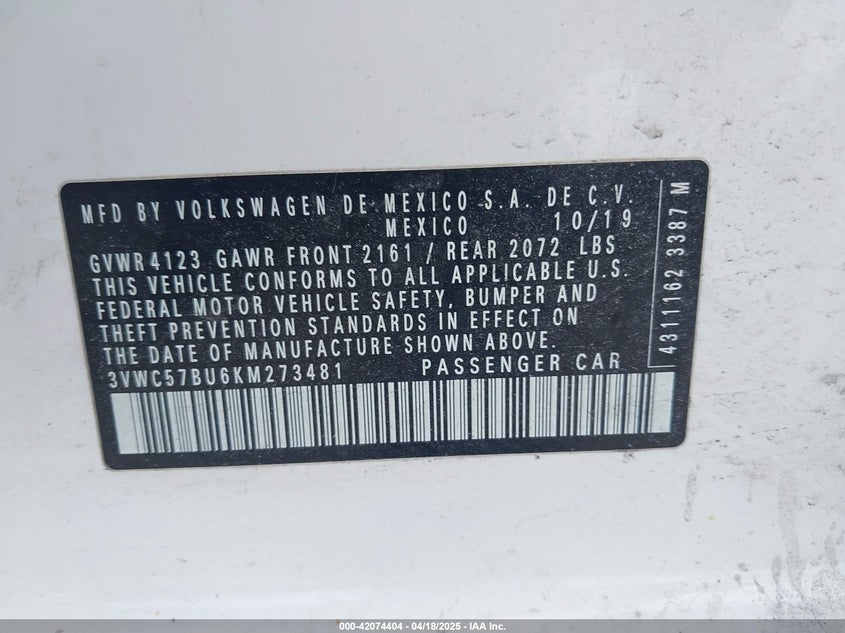 MFD BY VOLKSWAGEN DE MEXICO S.A. DE C.V.
MEXICO 10/19
GVWR 4123 GAWR FRONT 2161 / REAR 2072 LBS
THIS VEHICLE CONFORMS TO ALL APPLICABLE U.S.
FEDERAL MOTOR VEHICLE SAFETY, BUMPER AND
THEFT PREVENTION STANDARDS IN EFFECT ON
THE DATE OF MANUFACTURE SHOWN ABOVE.
3VWC57BU6KM273481 PASSENGER CAR
4311162 3387 M
000-42074404 - 04/18/2025 - IAA Inc.